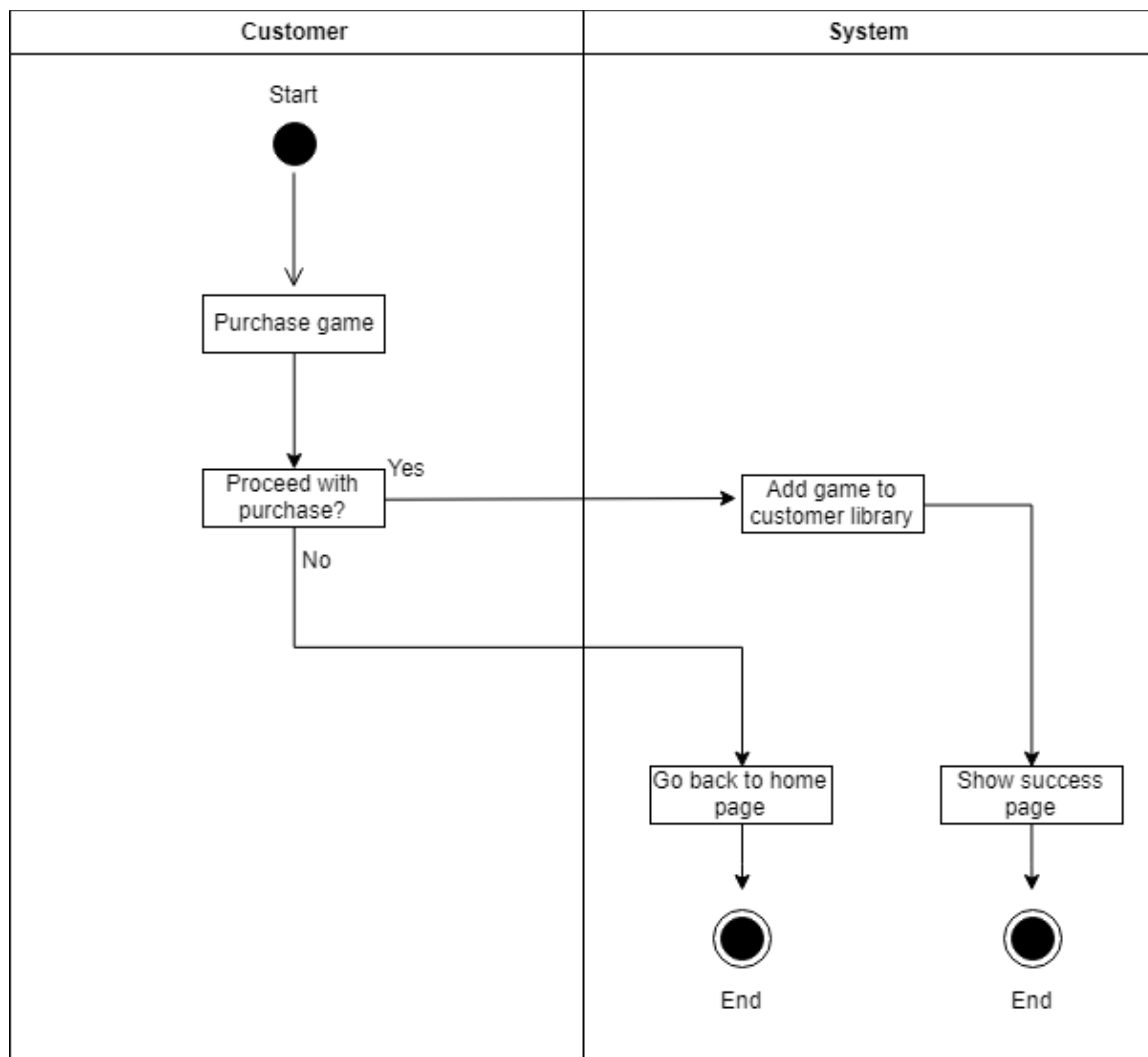 Customer
System
Start
Purchase game
Proceed with
purchase?
Yes
No
Add game to
customer library
Go back to home
page
Show success
page
End
End